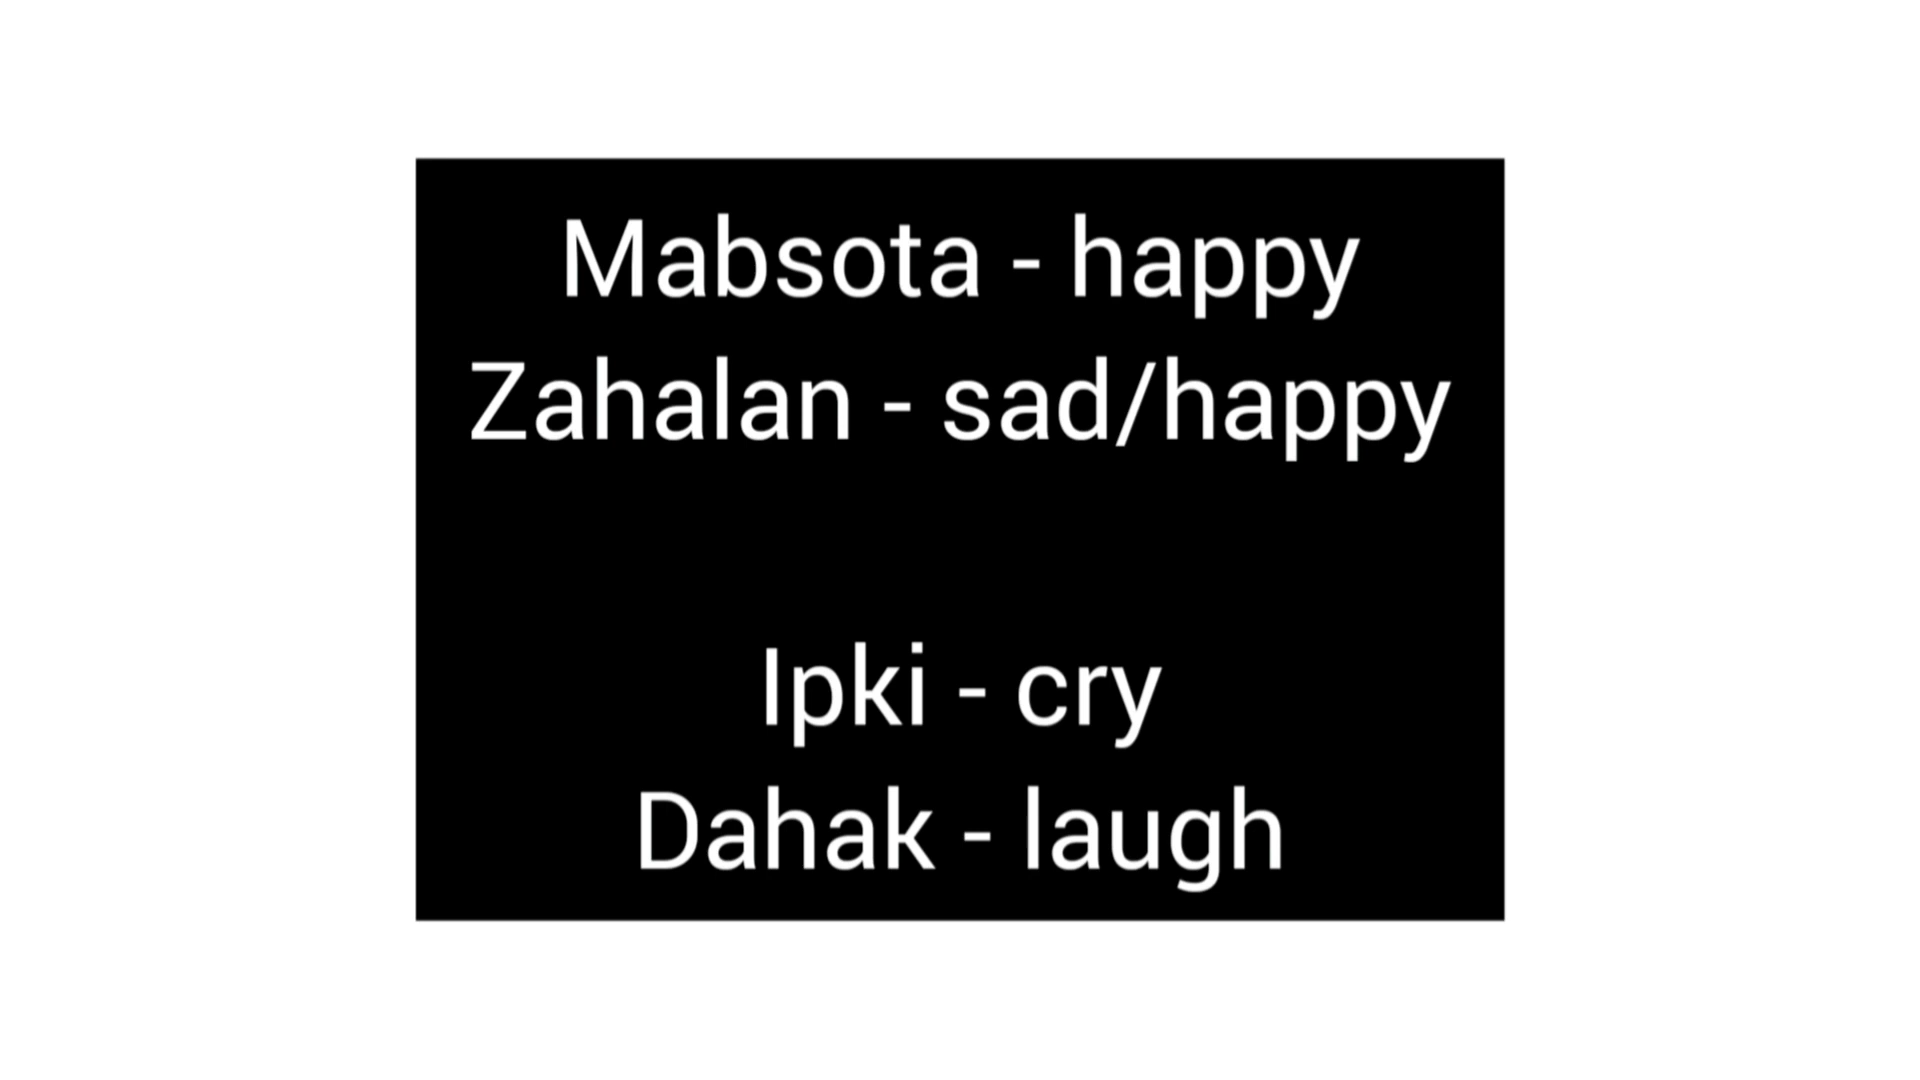 Mabsota - happy
Zahalan - sad/happy
Ipki - cry
Dahak - laugh